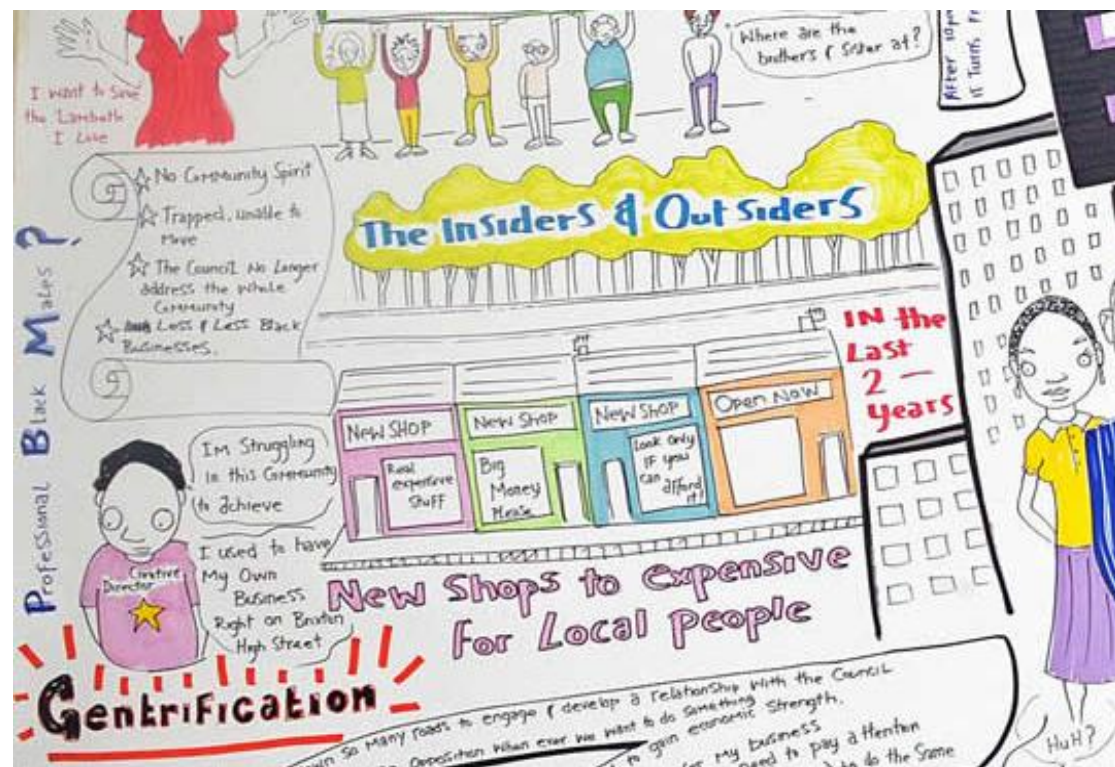 I want to Save
the Lambeth
I Love
Where are the
brothers & Sister at?
After 10pm
It Turns
No Community Spirit
Trapped, unable to
Move
The Council No Longer
address the whole
Community
Less & Less Black
Businesses.
Professional Black Males?
The Insiders & Outsiders
IN the
Last
2 —
years
New SHOP
Real
expensive
Stuff
New Shop
Big
Money
Please
New Shop
Look only
IF you
can
afford
it!
Open Now
I'm Struggling
in this Community
to achieve
I used to have
My Own
Business
Right on Brixton
High Street
Creative
Director
New Shops to expensive
For Local people
Gentrification
so Many roads to engage & develop a relationship with the Council
opposition when ever we want to do something
to gain economic strength.
for My business
need to pay attention
to do the Same
HuH?